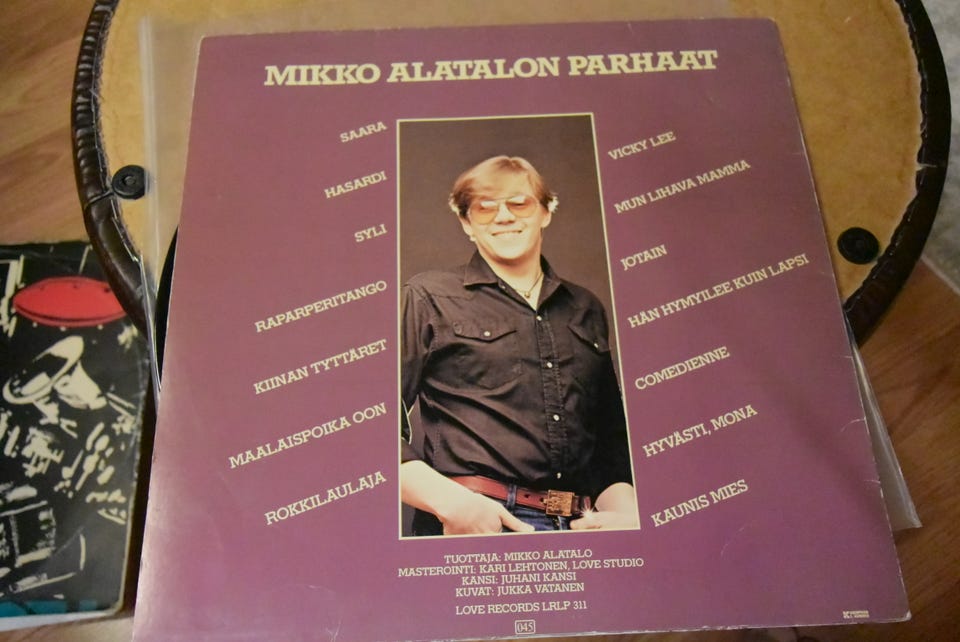 MIKKO ALATALON PARHAAT
SAARA
HASARDI
SYLI
RAPARPERITANGO
KIINAN TYTTÄRET
MAALAISPOIKA OON
ROKKILAULAJA
VICKY LEE
MUN LIHAVA MAMMA
JOTAIN
HÄN HYMYILEE KUIN LAPSI
COMEDIENNE
HYVÄSTI, MONA
KAUNIS MIES
TUOTTAJA: MIKKO ALATALO
MASTEROINTI: KARI LEHTONEN, LOVE STUDIO
KANSI: JUHANI KANSI
KUVAT: JUKKA VATANEN
LOVE RECORDS LRLP 311
045